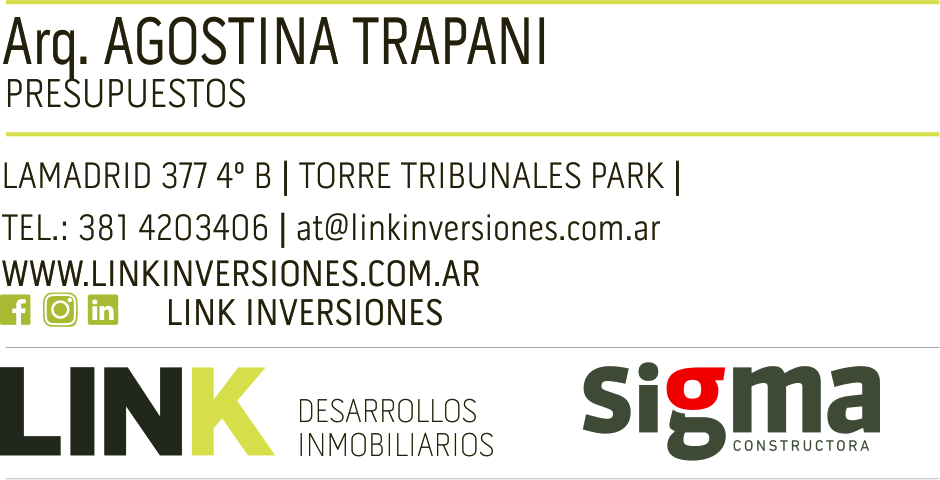 Arq. AGOSTINA TRAPANI
PRESUPUESTOS
LAMADRID 377 4º B | TORRE TRIBUNALES PARK |
TEL.: 381 4203406 | at@linkinversiones.com.ar
WWW.LINKINVERSIONES.COM.AR
LINK INVERSIONES
LINK
DESARROLLOS
INMOBILIARIOS
sigma
CONSTRUCTORA